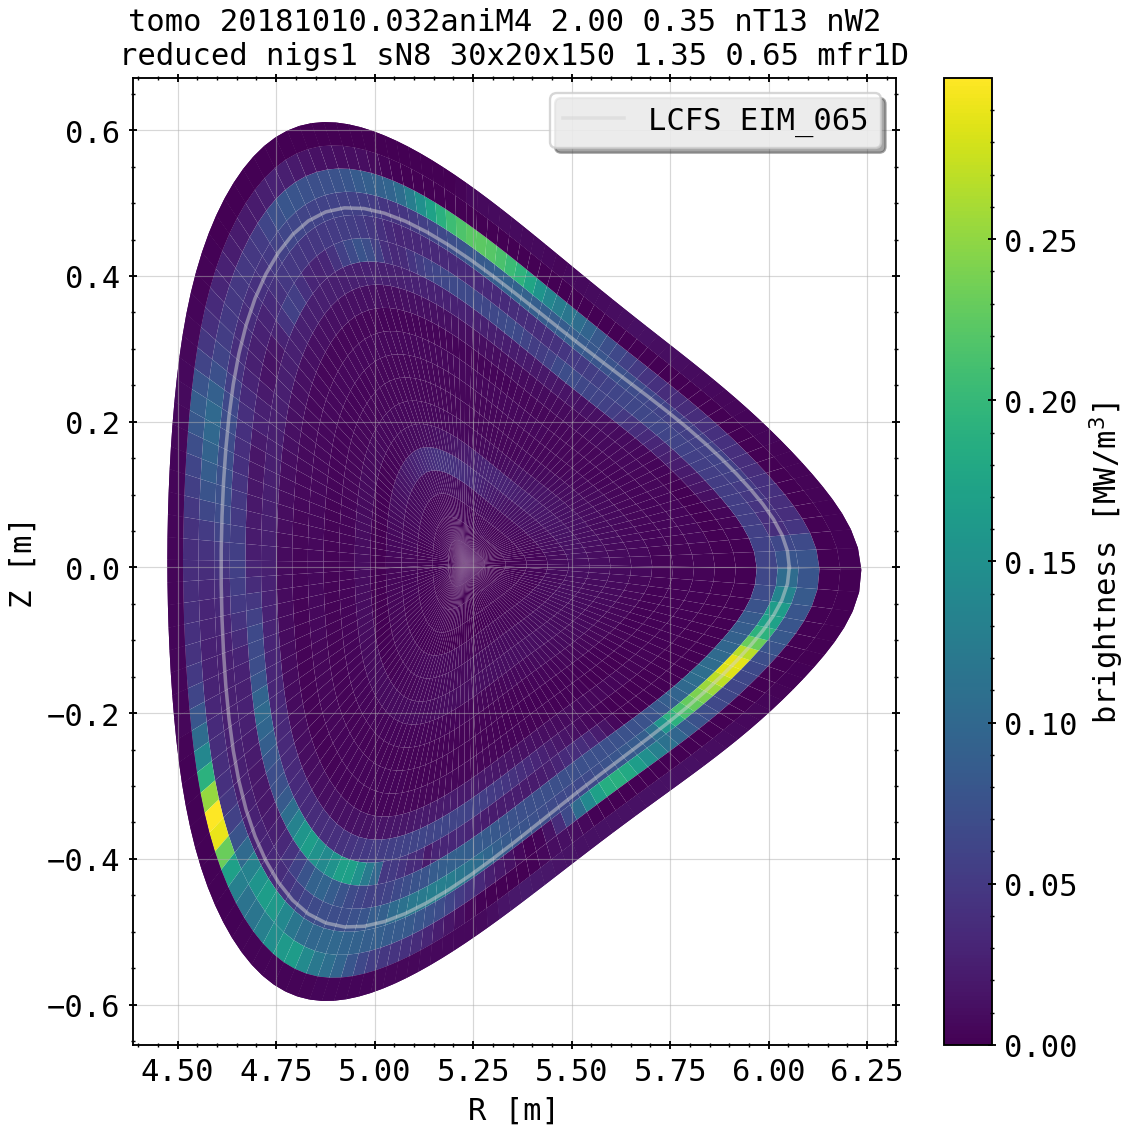 tomo 20181010.032aniM4 2.00 0.35 nT13 nW2
reduced nigs1 sN8 30x20x150 1.35 0.65 mfr1D
LCFS EIM_065
0.6
0.4
0.2
0.0
−0.2
−0.4
−0.6
Z [m]
4.50 4.75 5.00 5.25 5.50 5.75 6.00 6.25
R [m]
0.25
0.20
0.15
0.10
0.05
0.00
brightness [MW/m³]